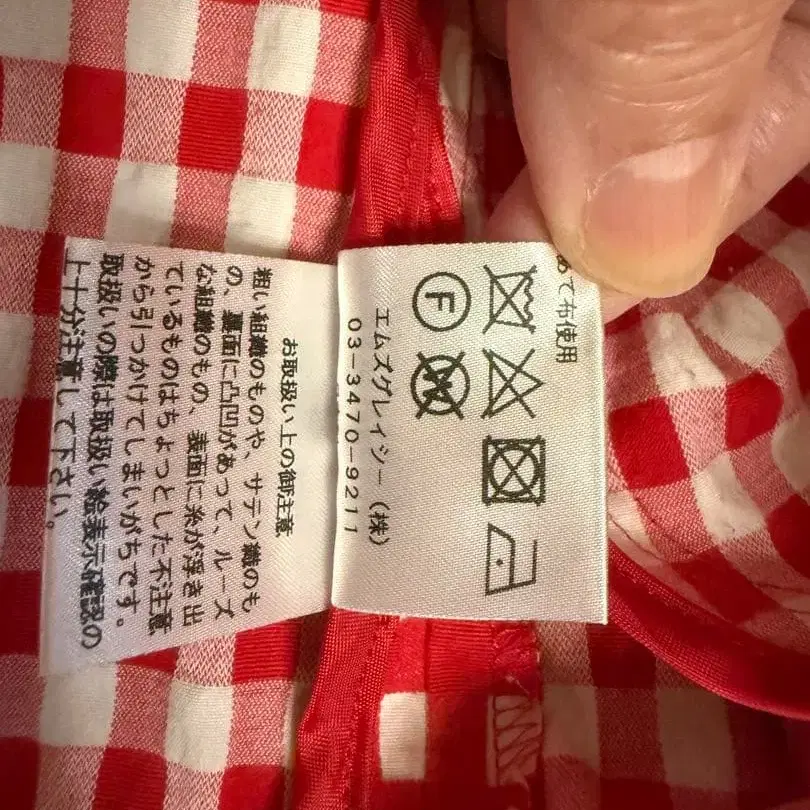 あて布使用
F
W
エムズグレイシー(株)
03-3470-9211
お取扱い上の御注意
粗い組織のものや、サテン織のも
の、裏面に凸凹があって、ルーズ
な組織のもの、表面に糸が浮き出
ているものはちょっとした不注意
から引っかけてしまいがちです。
取扱いの際は取扱い絵表示確認の
上十分注意して下さい。